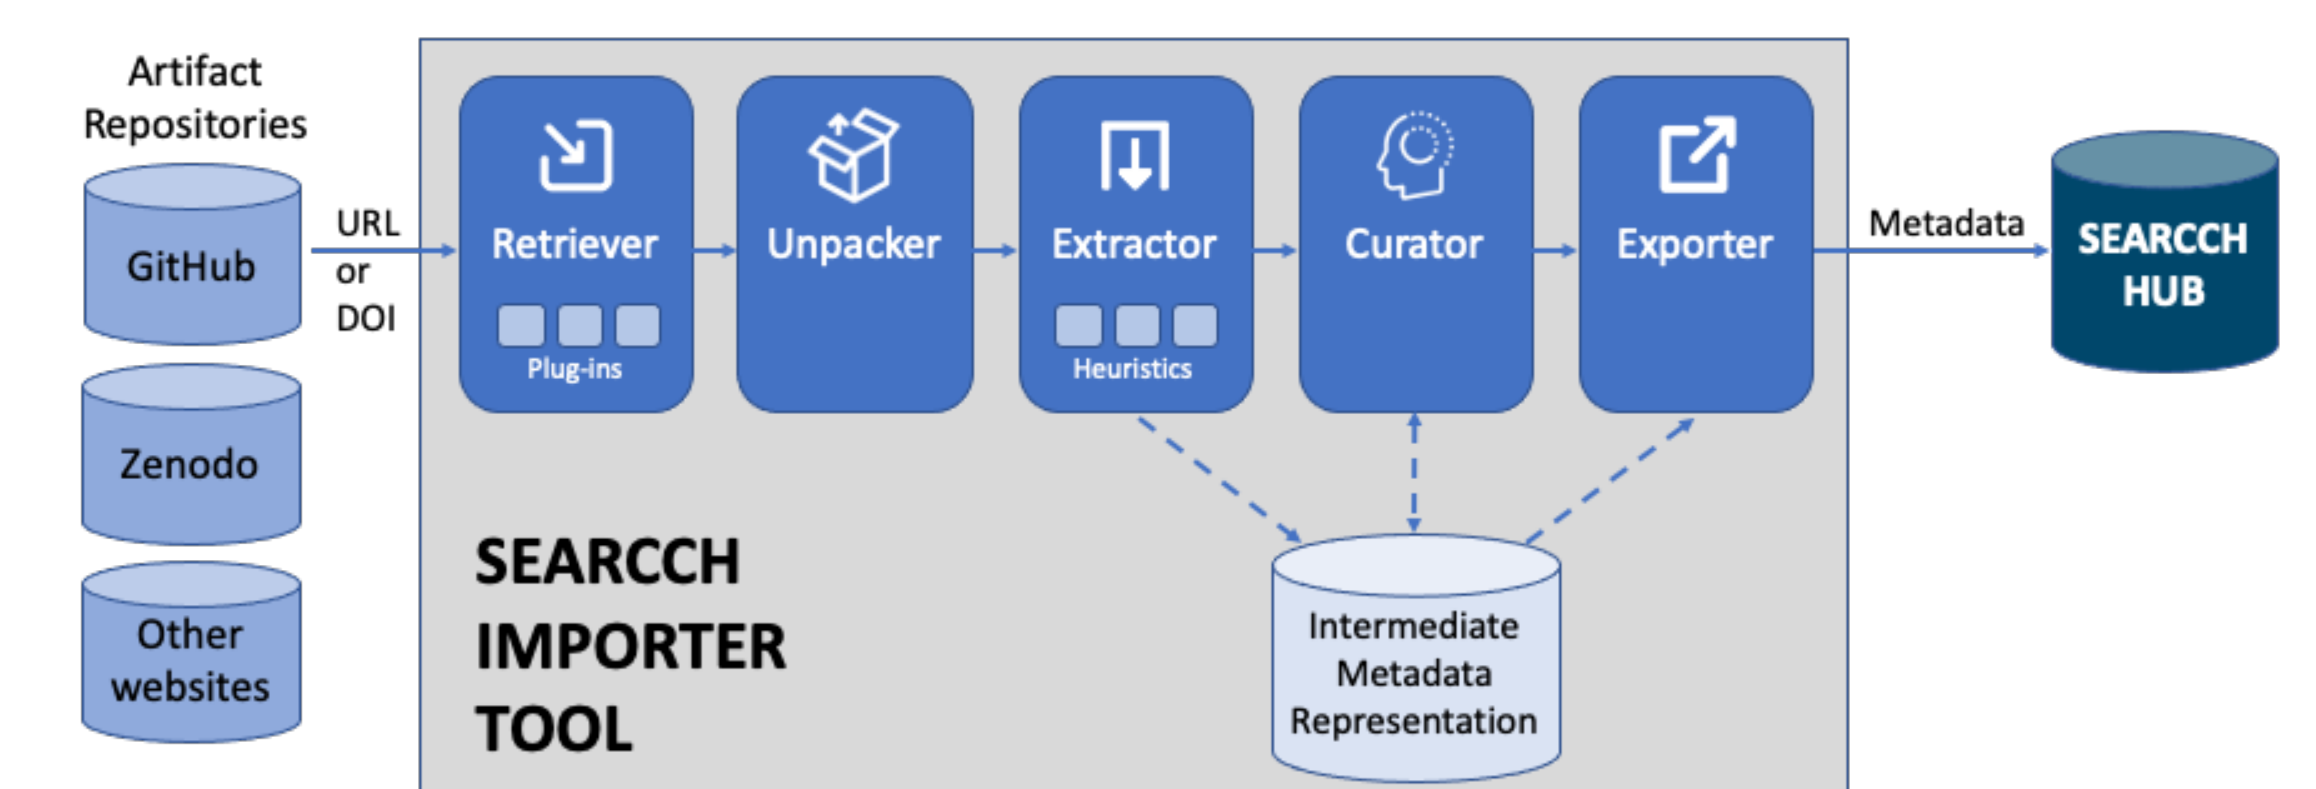 Artifact
Repositories
GitHub
Zenodo
Other
websites
URL
or
DOI
Retriever
Plug-ins
Unpacker
Extractor
Heuristics
Curator
Exporter
SEARCCH
IMPORTER
TOOL
Intermediate
Metadata
Representation
Metadata
SEARCCH
HUB